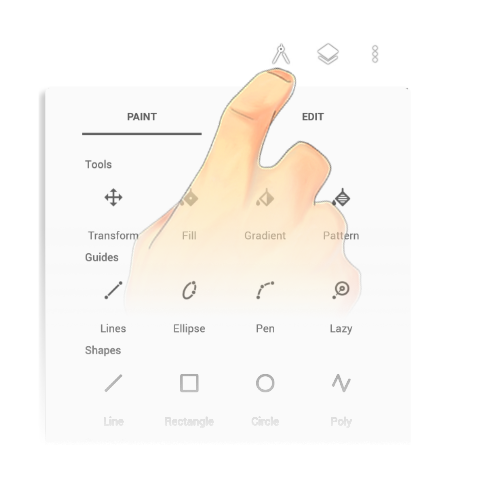 PAINT EDIT
Tools
Transform Fill Gradient Pattern
Guides
Lines Ellipse Pen Lazy
Shapes
Line Rectangle Circle Poly